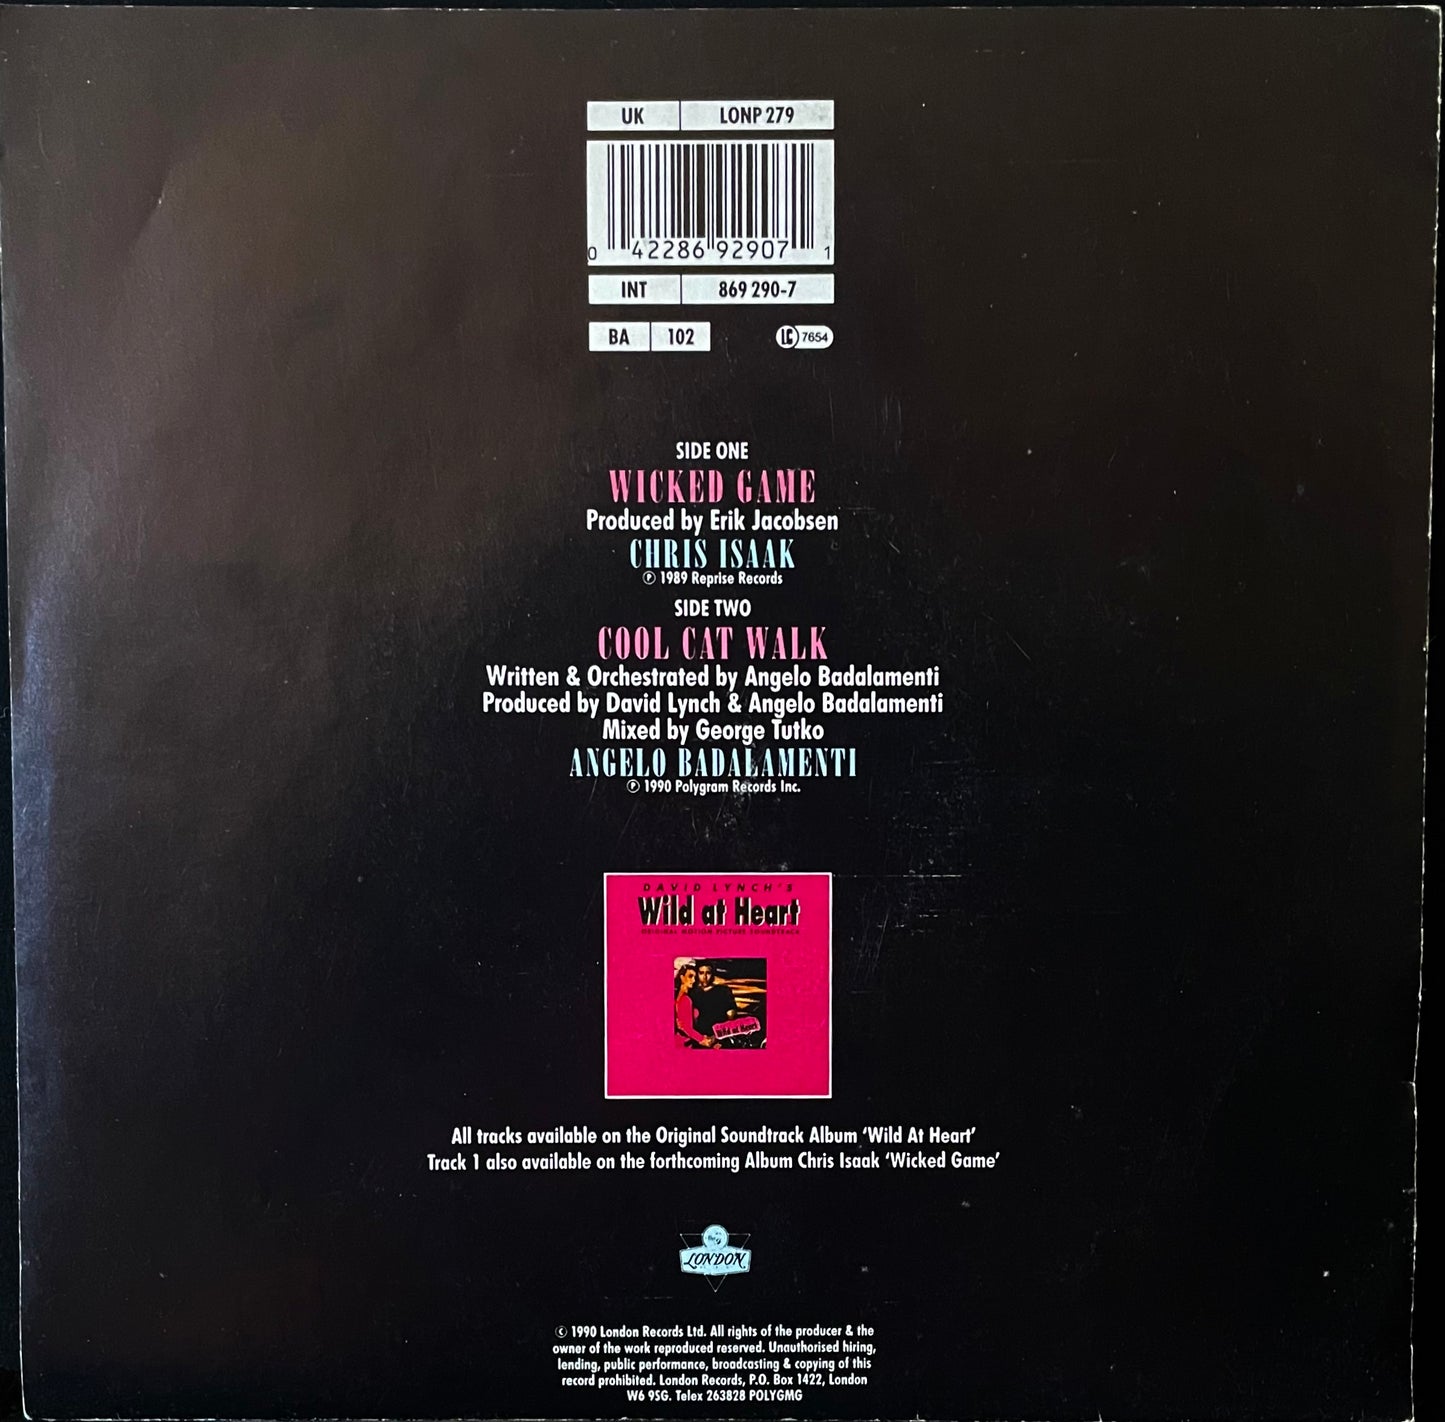 UK LONP 279
0 42286 92907 1
INT 869 290-7
BA 102 LC 7654
SIDE ONE
WICKED GAME
Produced by Erik Jacobsen
CHRIS ISAAK
℗ 1989 Reprise Records
SIDE TWO
COOL CAT WALK
Written & Orchestrated by Angelo Badalamenti
Produced by David Lynch & Angelo Badalamenti
Mixed by George Tutko
ANGELO BADALAMENTI
℗ 1990 Polygram Records Inc.
DAVID LYNCH'S
Wild at Heart
ORIGINAL MOTION PICTURE SOUNDTRACK
Wild at Heart
All tracks available on the Original Soundtrack Album ‘Wild At Heart’
Track 1 also available on the forthcoming Album Chris Isaak ‘Wicked Game’
LONDON
© 1990 London Records Ltd. All rights of the producer & the
owner of the work reproduced reserved. Unauthorised hiring,
lending, public performance, broadcasting & copying of this
record prohibited. London Records, P.O. Box 1422, London
W6 9SG. Telex 263828 POLYGMG